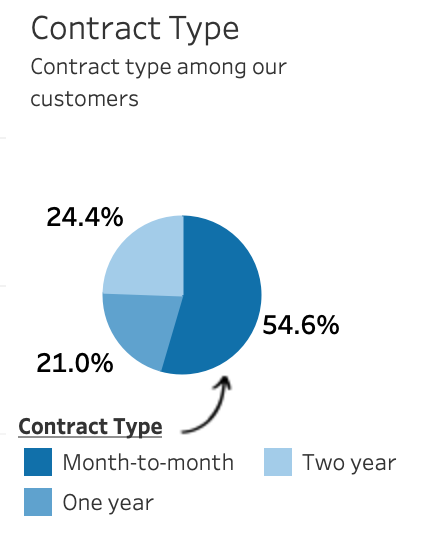 Contract Type
Contract type among our
customers
24.4%
54.6%
21.0%
Contract Type
Month-to-month
Two year
One year